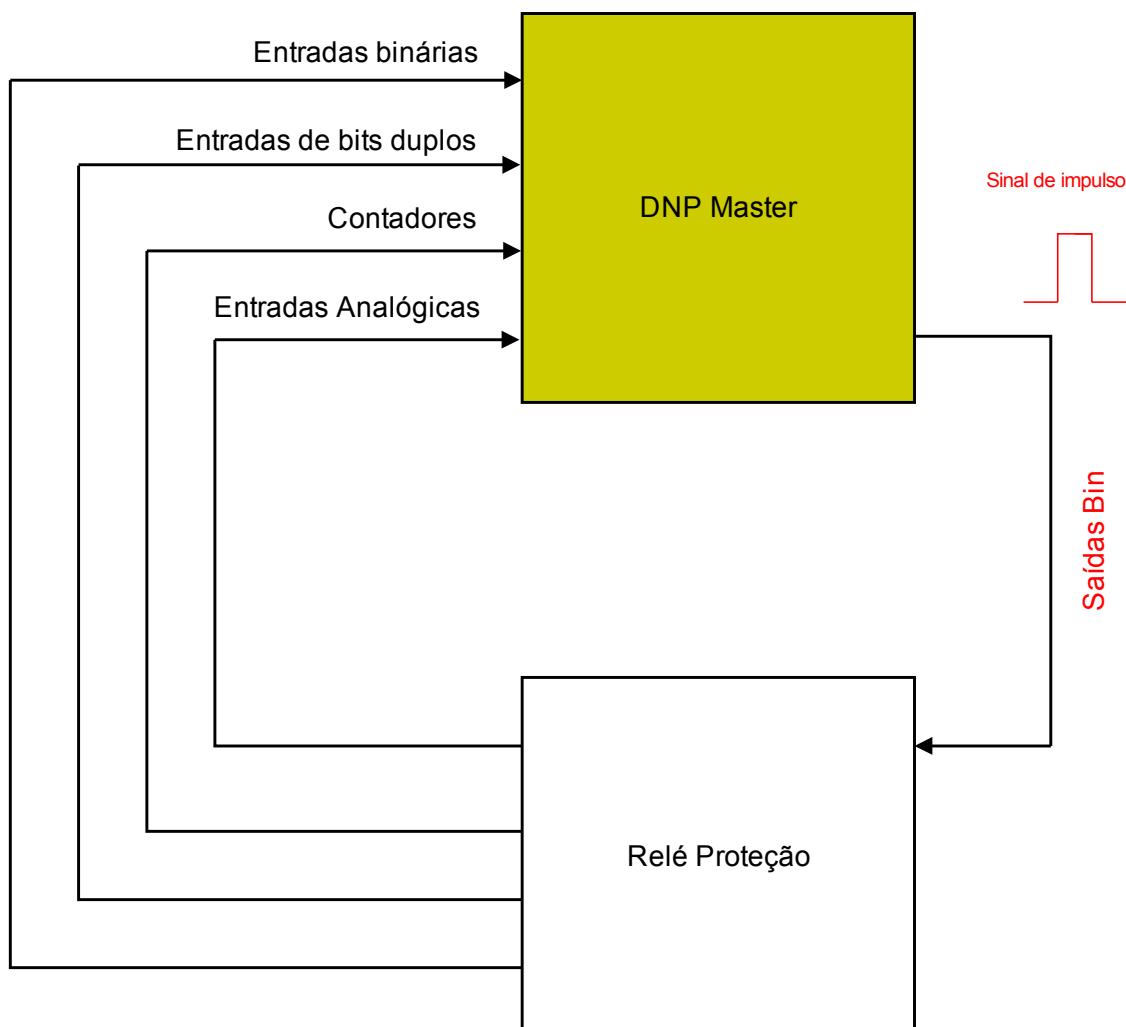 Entradas binárias
Entradas de bits duplos
Contadores
Entradas Analógicas
DNP Master
Sinal de impulso
Saídas Bin
Relé Proteção